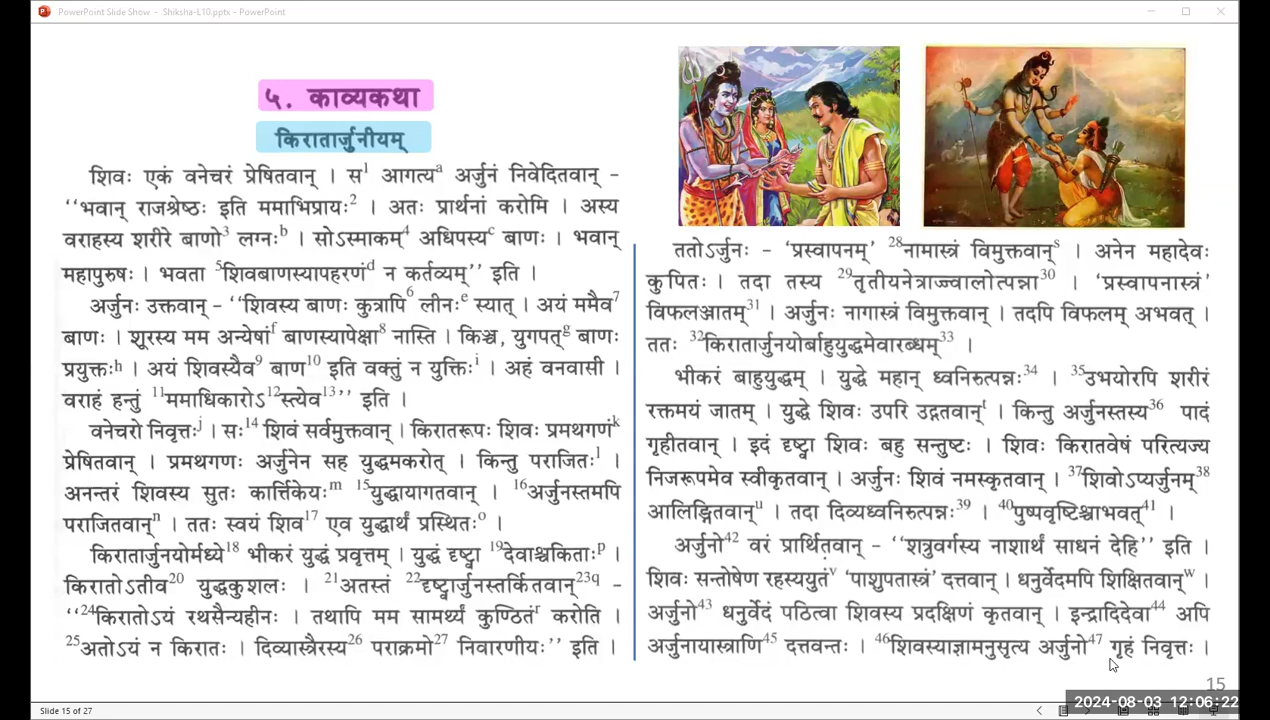 PowerPoint Slide Show - Shiksha-L10.pptx - PowerPoint
५. काव्यकथा
किरातार्जुनीयम्
शिवः एकं वनेचरं प्रेषितवान् । स1 आगत्यa अर्जुनं निवेदितवान् -
‘‘भवान् राजश्रेष्ठः इति ममाभिप्रायः2 । अतः प्रार्थनां करोमि । अस्य
वराहस्य शरीरे बाणो3 लग्नःb । सोऽस्माकम्4 अधिपस्यc बाणः । भवान्
महापुरुषः । भवता 5शिवबाणस्यापहरणंd न कर्तव्यम्’’ इति ।
अर्जुनः उक्तवान् - ‘‘शिवस्य बाणः कुत्रापि6 लीनःe स्यात् । अयं ममैव7
बाणः । शूरस्य मम अन्येषांf बाणस्यापेक्षा8 नास्ति । किञ्च, युगपत्g बाणः
प्रयुक्तःh । अयं शिवस्यैव9 बाण10 इति वक्तुं न युक्तिःi । अहं वनवासी ।
वराहं हन्तुं 11ममाधिकारोऽ12स्त्येव13’’ इति ।
वनेचरो निवृत्तःj । सः14 शिवं सर्वमुक्तवान् । किरातरूपः शिवः प्रमथगणंk
प्रेषितवान् । प्रमथगणः अर्जुनेन सह युद्धमकरोत् । किन्तु पराजितःl ।
अनन्तरं शिवस्य सुतः कार्त्तिकेयःm 15युद्धायागतवान् । 16अर्जुनस्तमपि
पराजितवान्n । ततः स्वयं शिव17 एव युद्धार्थं प्रस्थितःo ।
किरातार्जुनयोर्मध्ये18 भीकरं युद्धं प्रवृत्तम् । युद्धं दृष्ट्वा 19देवाश्चकिताःp ।
किरातोऽतीव20 युद्धकुशलः । 21अतस्तं 22दृष्ट्वार्जुनस्तर्कितवान्23q -
‘‘24किरातोऽयं रथसैन्यहीनः । तथापि मम सामर्थ्यं कुण्ठितंr करोति ।
25अतोऽयं न किरातः । दिव्यास्त्रैरस्य26 पराक्रमो27 निवारणीयः’’ इति ।
ततोऽर्जुनः - ‘प्रस्वापनम्’ 28नामास्त्रं विमुक्तवान्s । अनेन महादेवः
कुपितः । तदा तस्य 29तृतीयनेत्राज्ज्वालोत्पन्ना30 । ‘प्रस्वापनास्त्रं’
विफलञ्जातम्31 । अर्जुनः नागास्त्रं विमुक्तवान् । तदपि विफलम् अभवत् ।
ततः 32किरातार्जुनयोर्बाहुयुद्धमेवारब्धम्33 ।
भीकरं बाहुयुद्धम् । युद्धे महान् ध्वनिरुत्पन्नः34 । 35उभयोरपि शरीरं
रक्तमयं जातम् । युद्धे शिवः उपरि उद्गतवान्t । किन्तु अर्जुनस्तस्य36 पादं
गृहीतवान् । इदं दृष्ट्वा शिवः बहु सन्तुष्टः । शिवः किरातवेषं परित्यज्य
निजरूपमेव स्वीकृतवान् । अर्जुनः शिवं नमस्कृतवान् । 37शिवोऽप्यर्जुनम्38
आलिङ्गितवान्u । तदा दिव्यध्वनिरुत्पन्नः39 । 40पुष्पवृष्टिश्चाभवत्41 ।
अर्जुनो42 वरं प्रार्थितवान् - ‘‘शत्रुवर्गस्य नाशार्थं साधनं देहि’’ इति ।
शिवः सन्तोषेण रहस्ययुतंv ‘पाशुपतास्त्रं’ दत्तवान् । धनुर्वेदमपि शिक्षितवान्w ।
अर्जुनो43 धनुर्वेदं पठित्वा शिवस्य प्रदक्षिणं कृतवान् । इन्द्रादिदेवा44 अपि
अर्जुनायास्त्राणि45 दत्तवन्तः । 46शिवस्याज्ञामनुसृत्य अर्जुनो47 गृहं निवृत्तः ।
15
Slide 15 of 27
2024-08-03 12:06:22